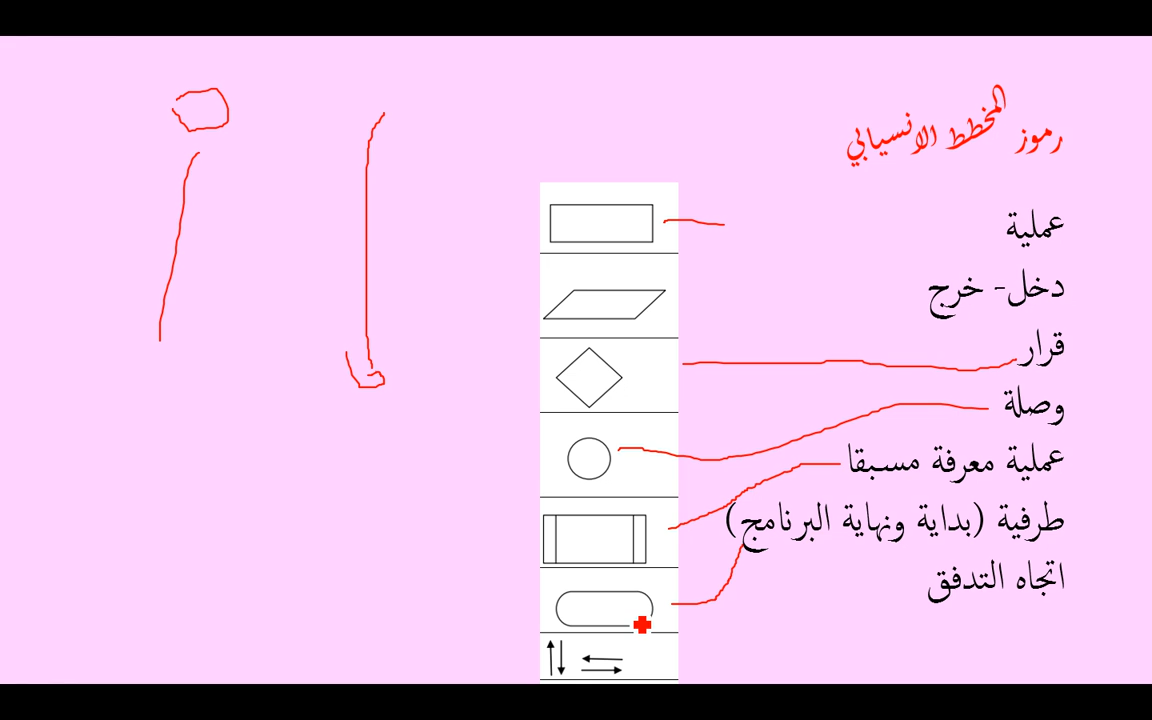 رموز المخطط الانسيابي
عملية
دخل- خرج
قرار
وصلة
عملية معرفة مسبقا
طرفية (بداية ونهاية البرنامج)
اتجاه التدفق